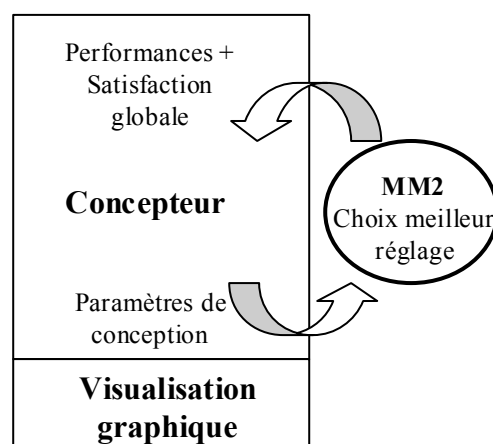 Performances +
Satisfaction
globale
Concepteur
MM2
Choix meilleur
réglage
Paramètres de
conception
Visualisation
graphique